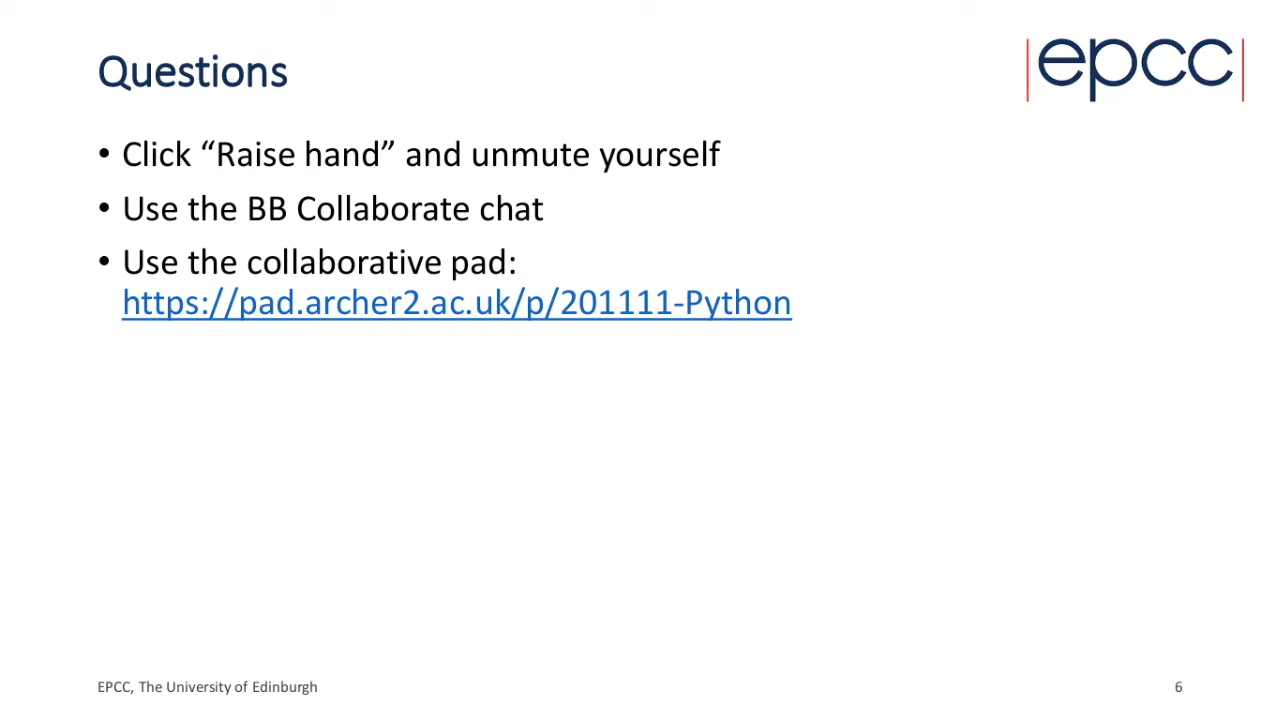 Questions
|epcc|
• Click “Raise hand” and unmute yourself
• Use the BB Collaborate chat
• Use the collaborative pad:
https://pad.archer2.ac.uk/p/201111-Python
EPCC, The University of Edinburgh
6